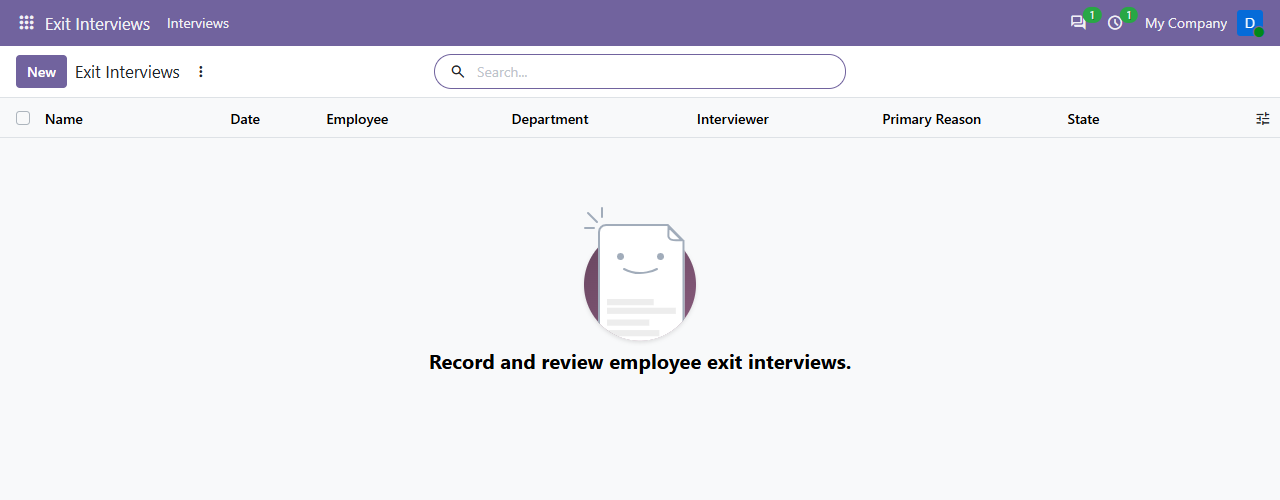 Exit Interviews Interviews 1 1 My Company D
New Exit Interviews Search...
Name Date Employee Department Interviewer Primary Reason State
Record and review employee exit interviews.